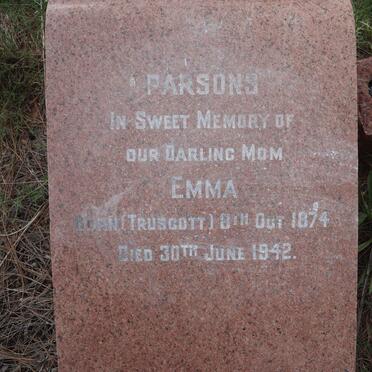 PARSONS
IN SWEET MEMORY OF
OUR DARLING MOM
EMMA
BORN (TRUSCOTT) 8TH OCT 1874
DIED 30TH JUNE 1942.